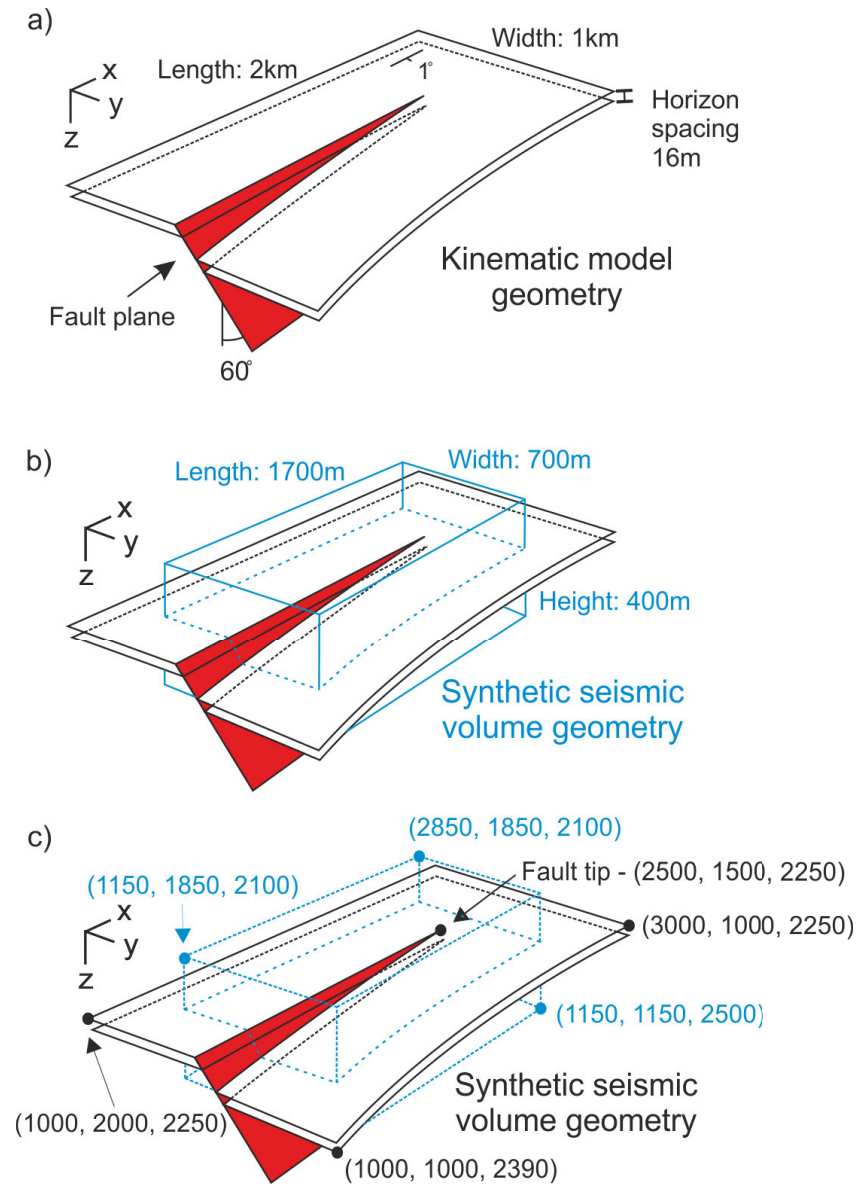 a)
Width: 1km
Length: 2km
x
y
z
1°
Horizon
spacing
16m
Kinematic model
geometry
Fault plane
60°
b)
Length: 1700m
Width: 700m
x
y
z
Height: 400m
Synthetic seismic
volume geometry
c)
(2850, 1850, 2100)
(1150, 1850, 2100)
Fault tip - (2500, 1500, 2250)
x
y
z
(3000, 1000, 2250)
(1150, 1150, 2500)
Synthetic seismic
volume geometry
(1000, 2000, 2250)
(1000, 1000, 2390)